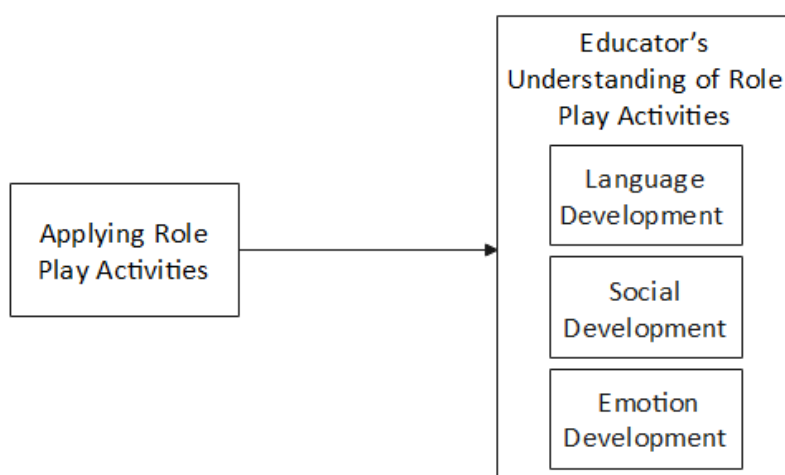 Educator’s
Understanding of Role
Play Activities
Language
Development
Applying Role
Play Activities
Social
Development
Emotion
Development